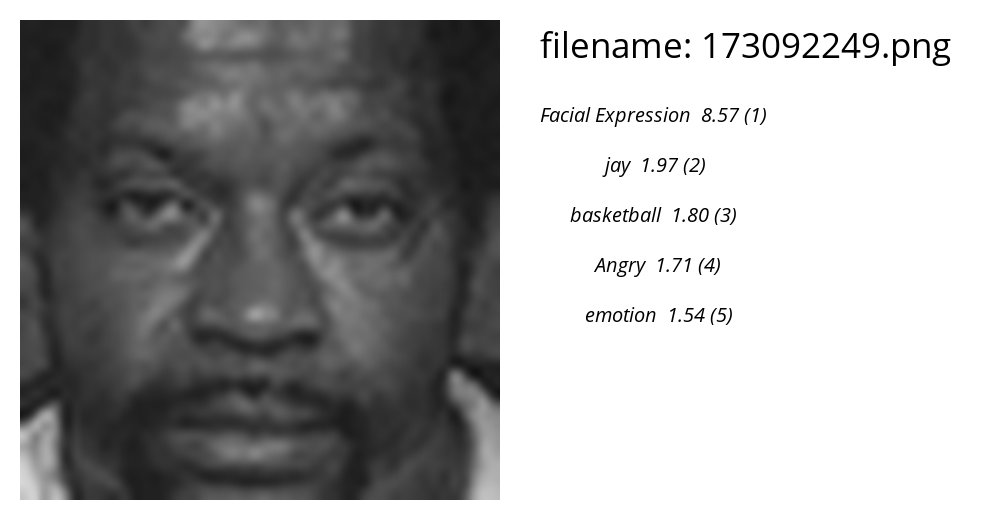 filename: 173092249.png
Facial Expression 8.57 (1)
jay 1.97 (2)
basketball 1.80 (3)
Angry 1.71 (4)
emotion 1.54 (5)